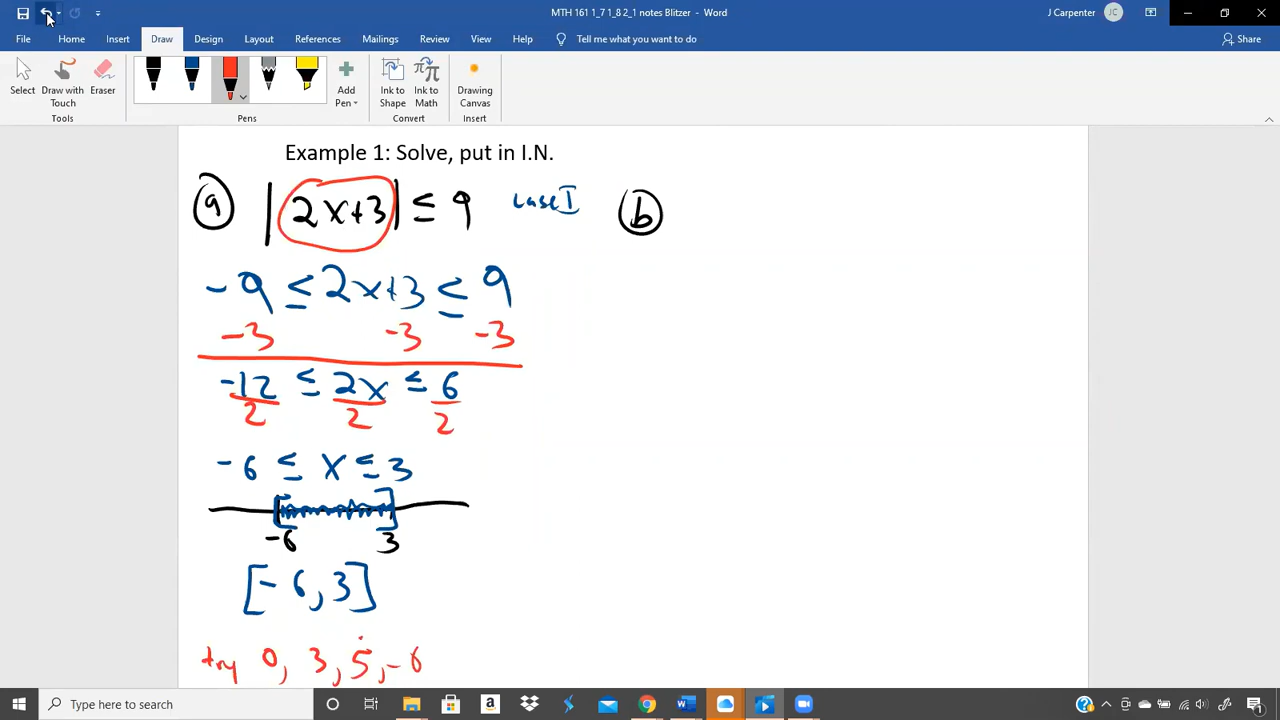 MTH 161 1_7 1_8 2_1 notes Blitzer - Word
J Carpenter JC
File Home Insert Draw Design Layout References Mailings Review View Help Tell me what you want to do Share
Select Draw with Touch Eraser Add Pen Ink to Shape Ink to Math Drawing Canvas
Tools Pens Convert Insert
Example 1: Solve, put in I.N.
a |2x+3| ≤ 9 Case I b
-9 ≤ 2x+3 ≤ 9
-3 -3 -3
-12 ≤ 2x ≤ 6
2 2 2
-6 ≤ x ≤ 3
[ ]
-6 3
[-6,3]
try 0, 3, 5, -6
Type here to search